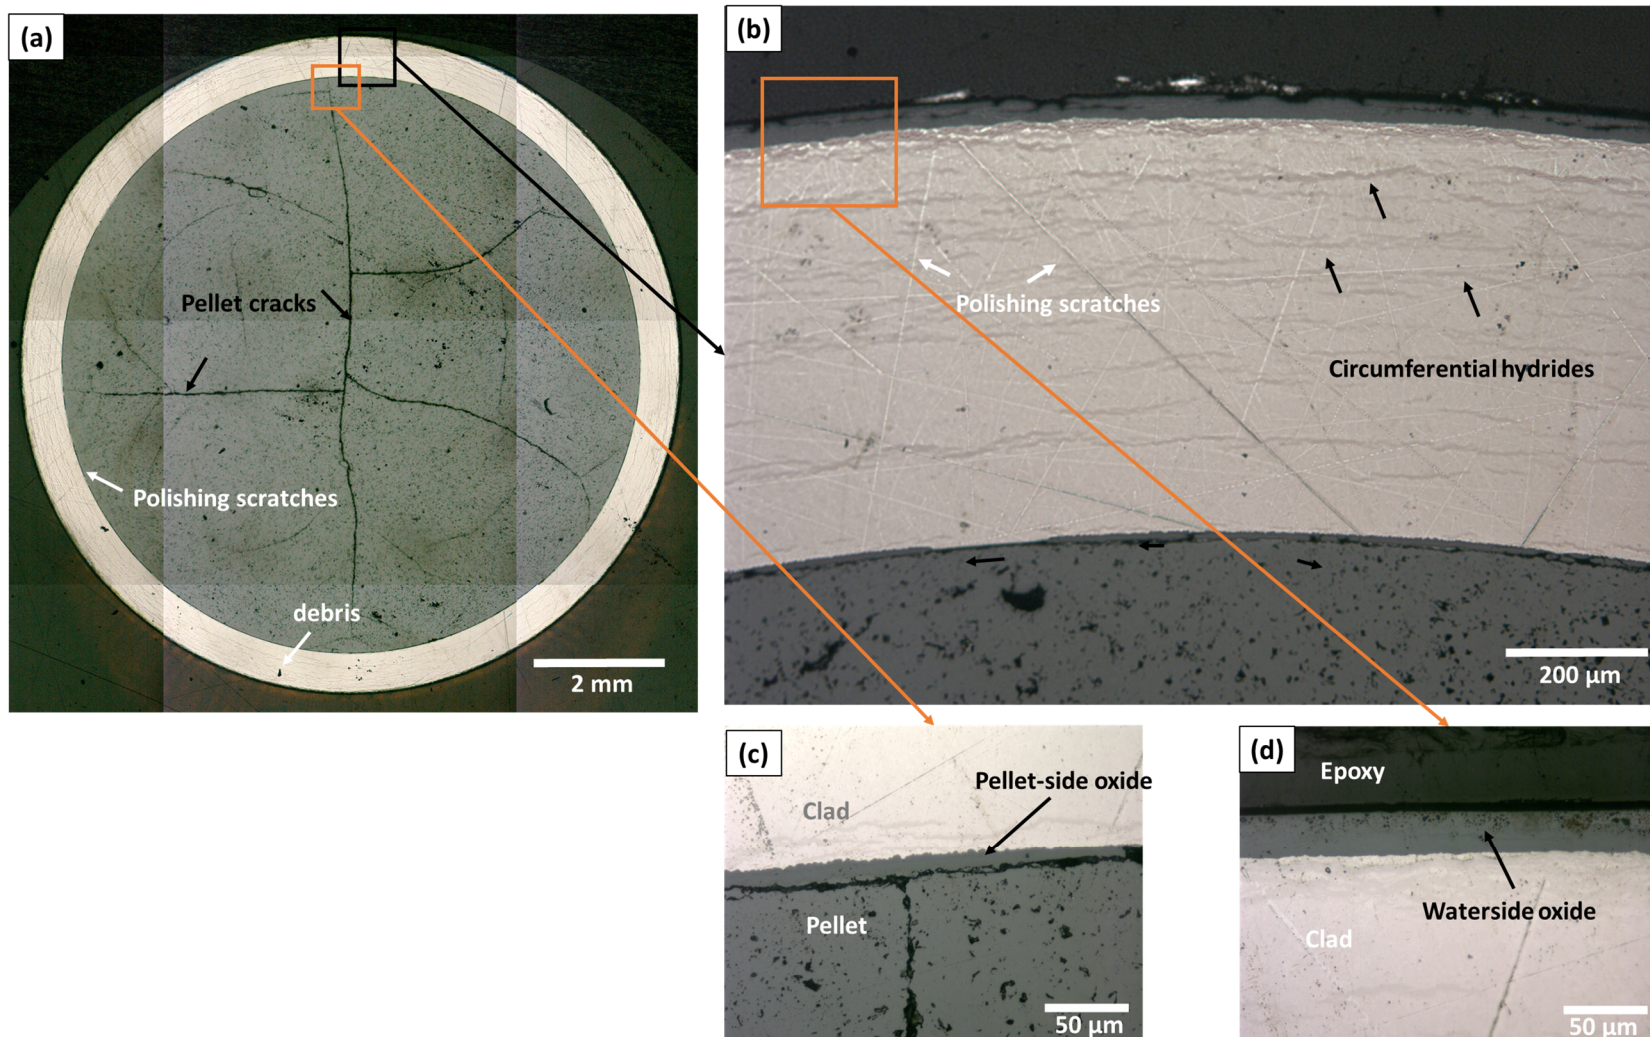 (a)
Pellet cracks
Polishing scratches
debris
2 mm
(b)
Polishing scratches
Circumferential hydrides
200 µm
(c)
Pellet-side oxide
Clad
Pellet
50 µm
(d)
Epoxy
Waterside oxide
Clad
50 µm